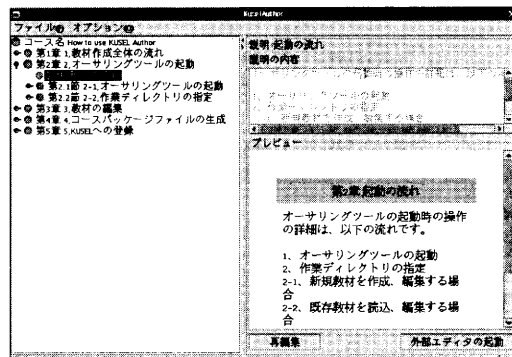 Kusel Author
ファイル(F) オプション(O)
コース名 How to use KUSEL Author
第1章 1,教材作成全体の流れ
第2章 2,オーサリングツールの起動
第2.1節 2-1,オーサリングツールの起動
第2.2節 2-2,作業ディレクトリの指定
第3章 3,教材の編集
第4章 4,コースパッケージファイルの生成
第5章 5,KUSELへの登録
説明 起動の流れ
説明の内容
プレビュー
第2章 起動の流れ
オーサリングツールの起動時の操作
の詳細は、以下の流れです。
1、オーサリングツールの起動
2、作業ディレクトリの指定
2-1、新規教材を作成、編集する場
合
2-2、既存教材を読込、編集する場
合
再編集
外部エディタの起動